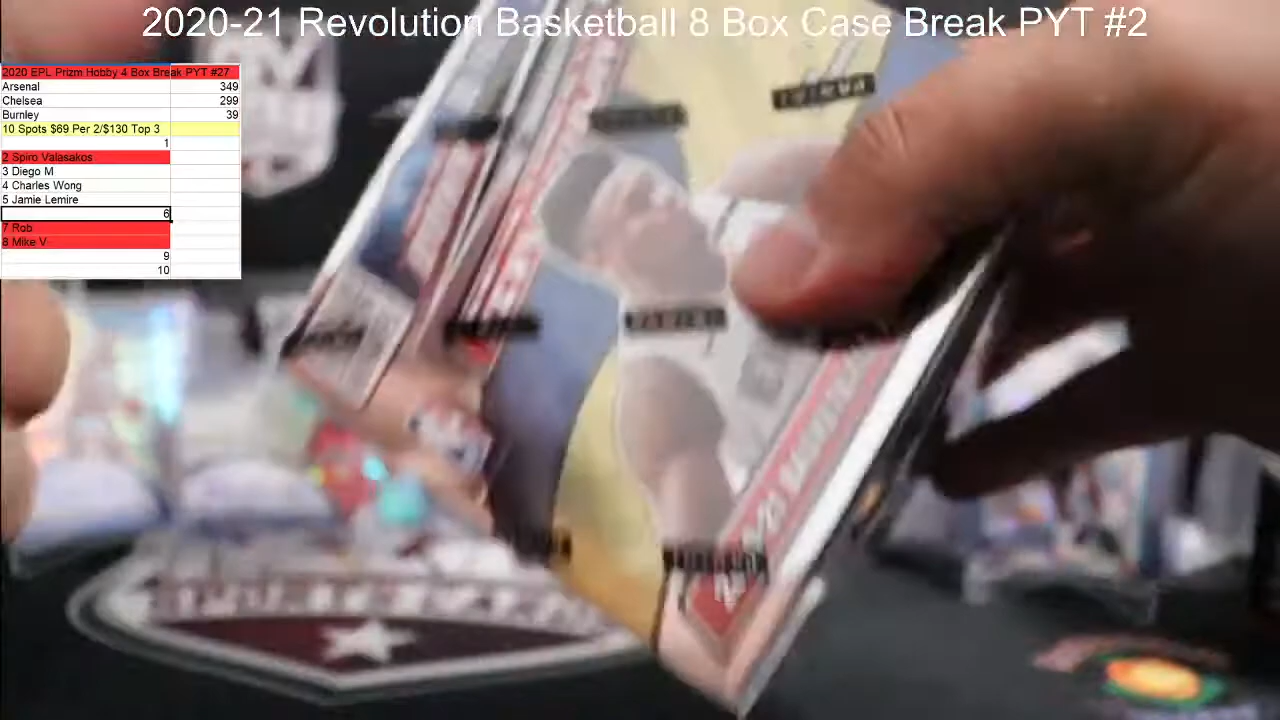 2020-21 Revolution Basketball 8 Box Case Break PYT #2
2020 EPL Prizm Hobby 4 Box Break PYT #27
Arsenal 349
Chelsea 299
Burnley 39
10 Spots $69 Per 2/$130 Top 3
1
2 Spiro Valasakos
3 Diego M
4 Charles Wong
5 Jamie Lemire
6
7 Rob
8 Mike V
9
10
PANINI